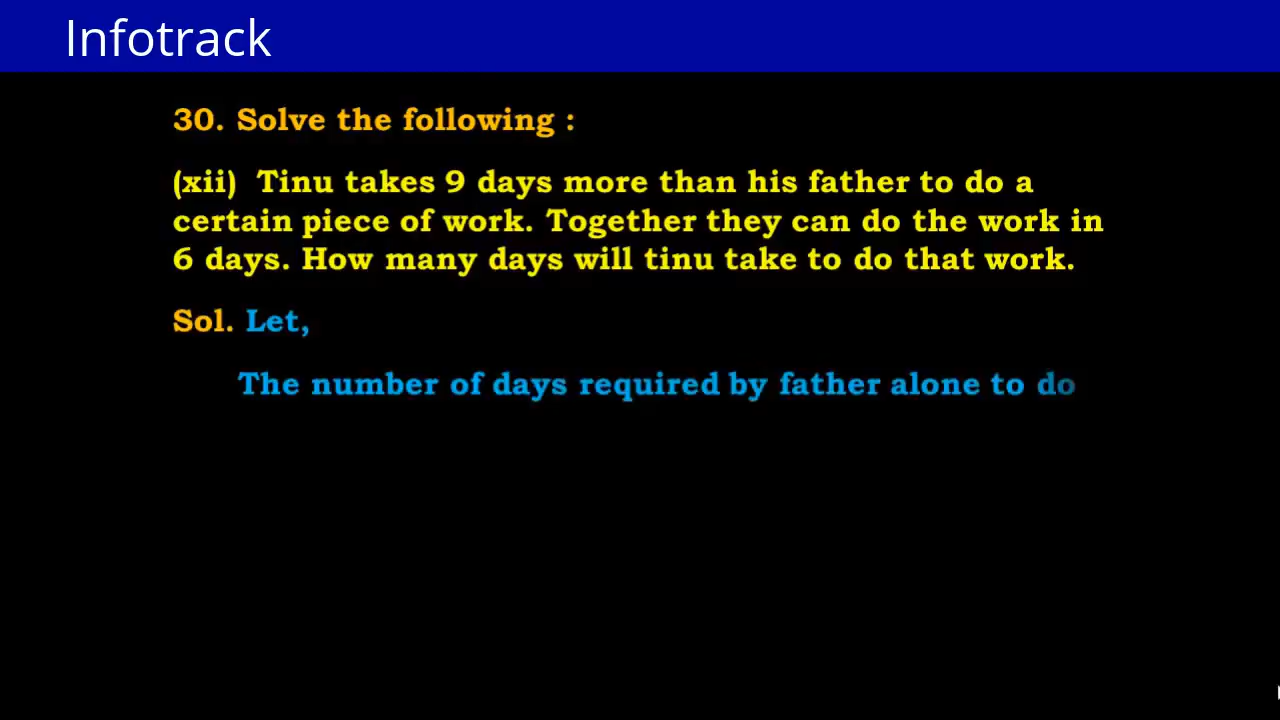 Infotrack
30. Solve the following :
(xii) Tinu takes 9 days more than his father to do a
certain piece of work. Together they can do the work in
6 days. How many days will tinu take to do that work.
Sol. Let,
The number of days required by father alone to do